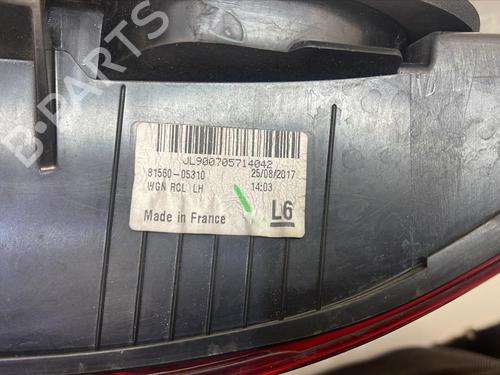 B-PARTS
JL900705714042
81560-05310 25/08/2017
WGN RCL LH 14:03
Made in France L6